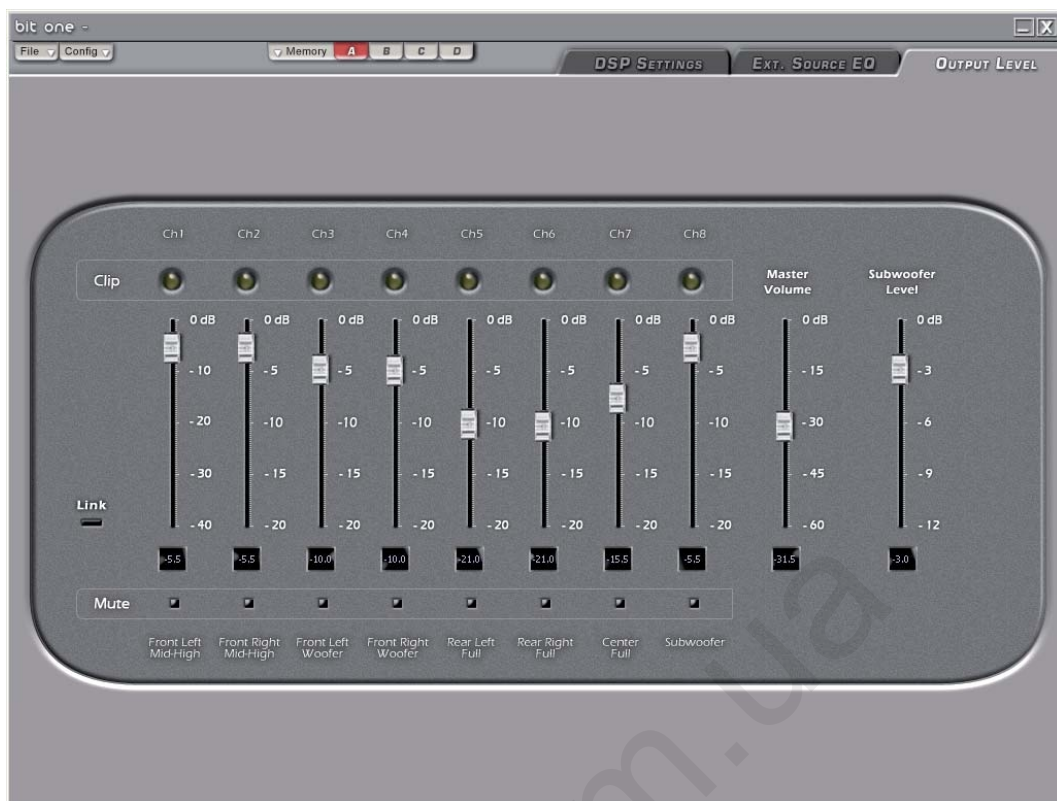 bit one -
File Config Memory A B C D
DSP Settings Ext. Source EQ Output Level
Ch1 Ch2 Ch3 Ch4 Ch5 Ch6 Ch7 Ch8
Clip
Master Volume
Subwoofer Level
0 dB 0 dB 0 dB 0 dB 0 dB 0 dB 0 dB 0 dB 0 dB 0 dB
-10 -5 -5 -5 -5 -5 -5 -5 -15 -3
-20 -10 -10 -10 -10 -10 -10 -10 -30 -6
-30 -15 -15 -15 -15 -15 -15 -15 -45 -9
Link
-40 -20 -20 -20 -20 -20 -20 -20 -60 -12
-5.5 -5.5 -10.0 -10.0 -21.0 -21.0 -15.5 -5.5 -31.5 -3.0
Mute
Front Left Mid-High
Front Right Mid-High
Front Left Woofer
Front Right Woofer
Rear Left Full
Rear Right Full
Center Full
Subwoofer
m.ua